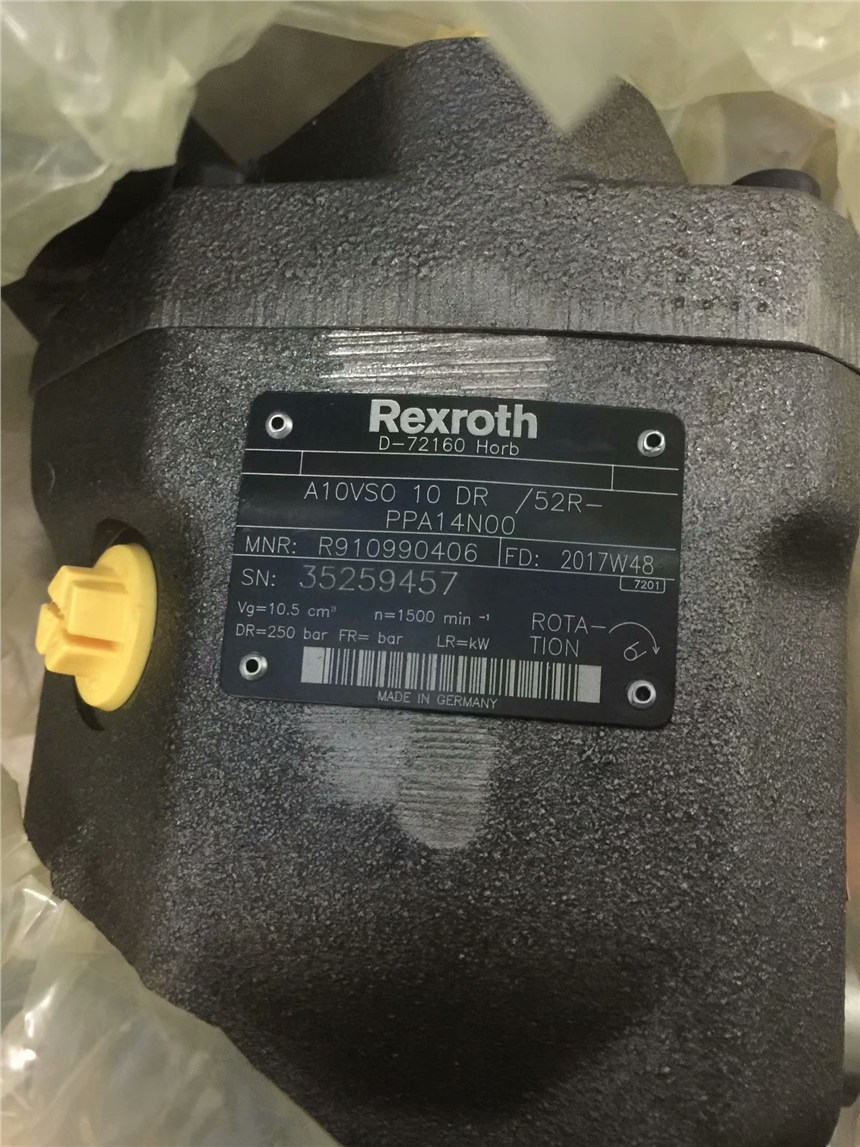 Rexroth
D-72160 Horb
A10VSO 10 DR /52R-
PPA14N00
MNR: R910990406 FD: 2017W48
SN: 35259457 7201
Vg=10.5 cm³ n=1500 min⁻¹ ROTA-
DR=250 bar FR= bar LR=kW TION
MADE IN GERMANY